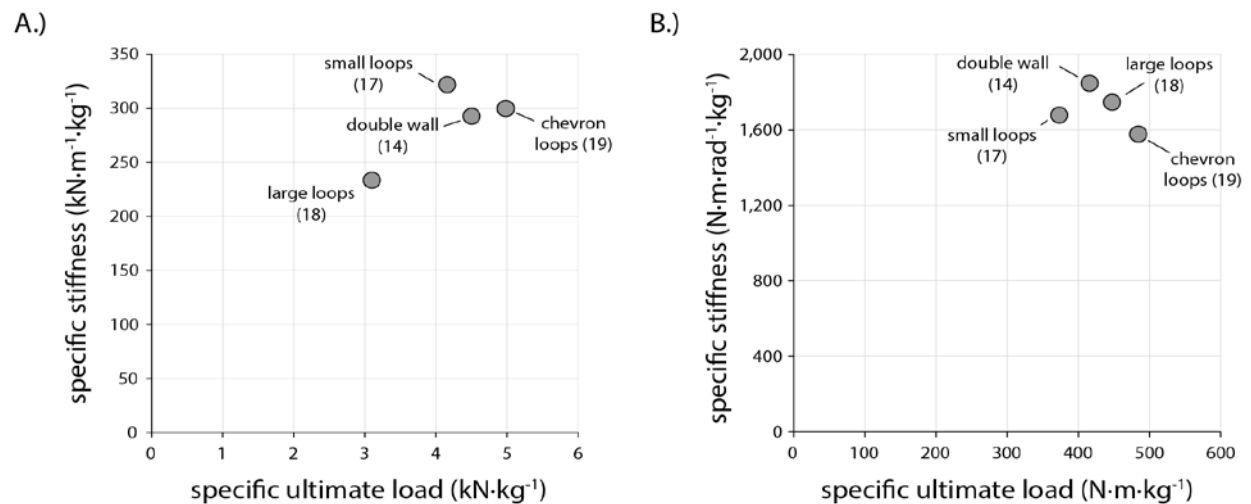 A.)
350
300
250
200
150
100
50
0
specific stiffness (kN·m⁻¹·kg⁻¹)
small loops
(17)
double wall
(14)
chevron
loops (19)
large loops
(18)
0 1 2 3 4 5 6
specific ultimate load (kN·kg⁻¹)
B.)
2,000
1,600
1,200
800
400
0
specific stiffness (N·m·rad⁻¹·kg⁻¹)
double wall
(14)
large loops
(18)
small loops
(17)
chevron
loops (19)
0 100 200 300 400 500 600
specific ultimate load (N·m·kg⁻¹)